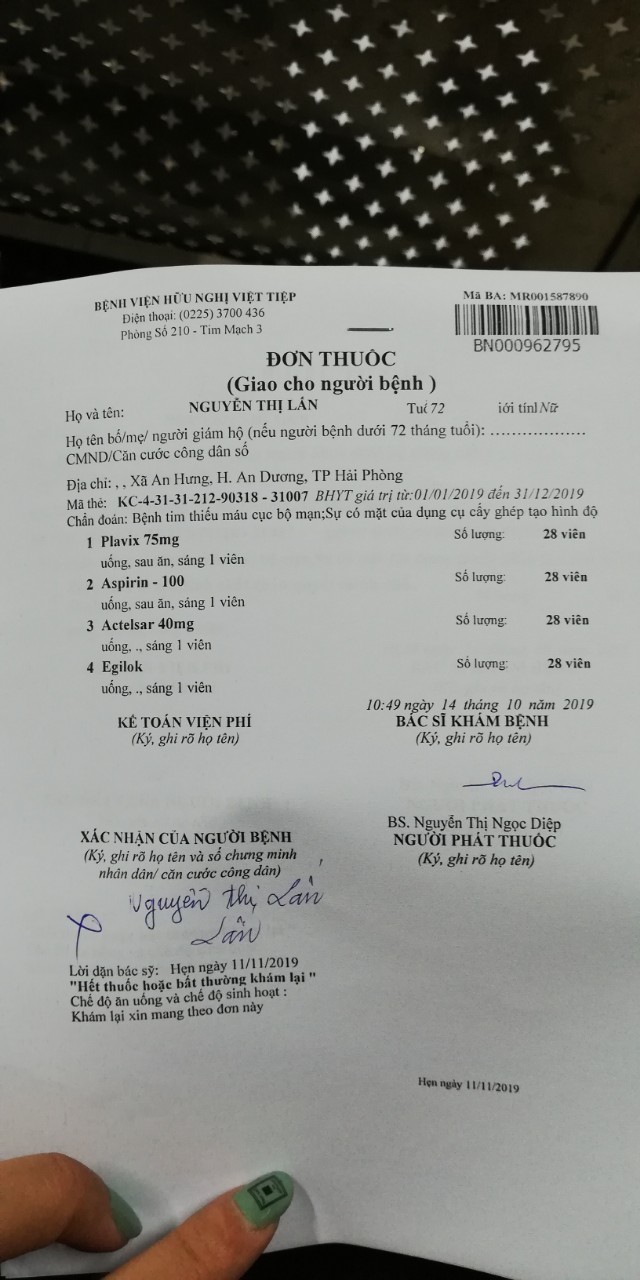 BỆNH VIỆN HỮU NGHỊ VIỆT TIỆP
Điện thoại: (0225) 3700 436
Phòng Số 210 - Tim Mạch 3
Mã BA: MR001587890
BN000962795
ĐƠN THUỐC
(Giao cho người bệnh )
Họ và tên: NGUYỄN THỊ LÁN Tuổi 72 iới tính Nữ
Họ tên bố/mẹ/ người giám hộ (nếu người bệnh dưới 72 tháng tuổi): ..................
CMND/Căn cước công dân số
Địa chỉ: , , Xã An Hưng, H. An Dương, TP Hải Phòng
Mã thẻ: KC-4-31-31-212-90318 - 31007 BHYT giá trị từ:01/01/2019 đến 31/12/2019
Chẩn đoán: Bệnh tim thiếu máu cục bộ mạn;Sự có mặt của dụng cụ cấy ghép tạo hình độ
1 Plavix 75mg Số lượng: 28 viên
uống, sau ăn, sáng 1 viên
2 Aspirin - 100 Số lượng: 28 viên
uống, sau ăn, sáng 1 viên
3 Actelsar 40mg Số lượng: 28 viên
uống, ., sáng 1 viên
4 Egilok Số lượng: 28 viên
uống, ., sáng 1 viên
10:49 ngày 14 tháng 10 năm 2019
KẾ TOÁN VIỆN PHÍ BÁC SĨ KHÁM BỆNH
(Ký, ghi rõ họ tên) (Ký, ghi rõ họ tên)
BS. Nguyễn Thị Ngọc Diệp
XÁC NHẬN CỦA NGƯỜI BỆNH NGƯỜI PHÁT THUỐC
(Ký, ghi rõ họ tên và số chưng minh (Ký, ghi rõ họ tên)
nhân dân/ căn cước công dân)
Nguyễn Thị Lán
Lán
Lời dặn bác sỹ: Hẹn ngày 11/11/2019
"Hết thuốc hoặc bất thường khám lại "
Chế độ ăn uống và chế độ sinh hoạt :
Khám lại xin mang theo đơn này
Hẹn ngày 11/11/2019